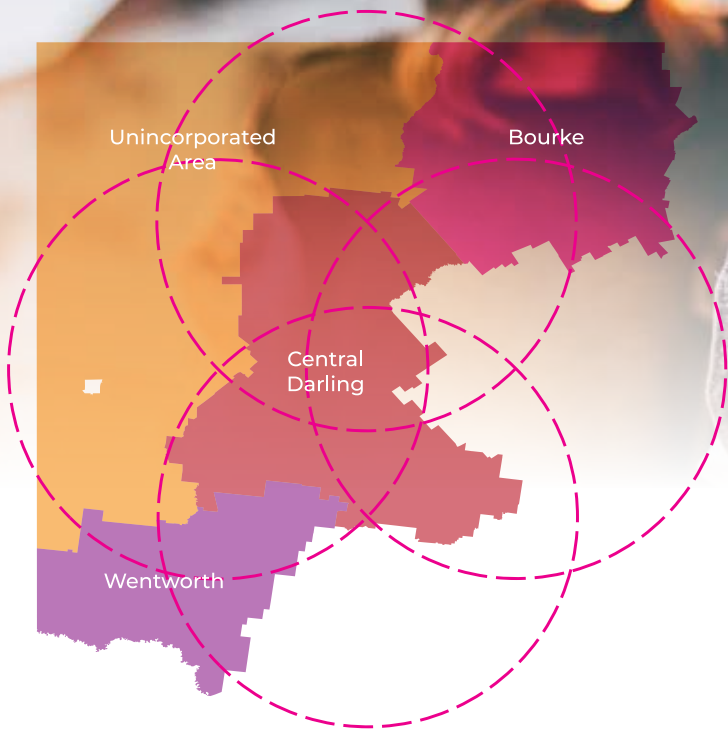 Unincorporated
Area
Bourke
Central
Darling
Wentworth